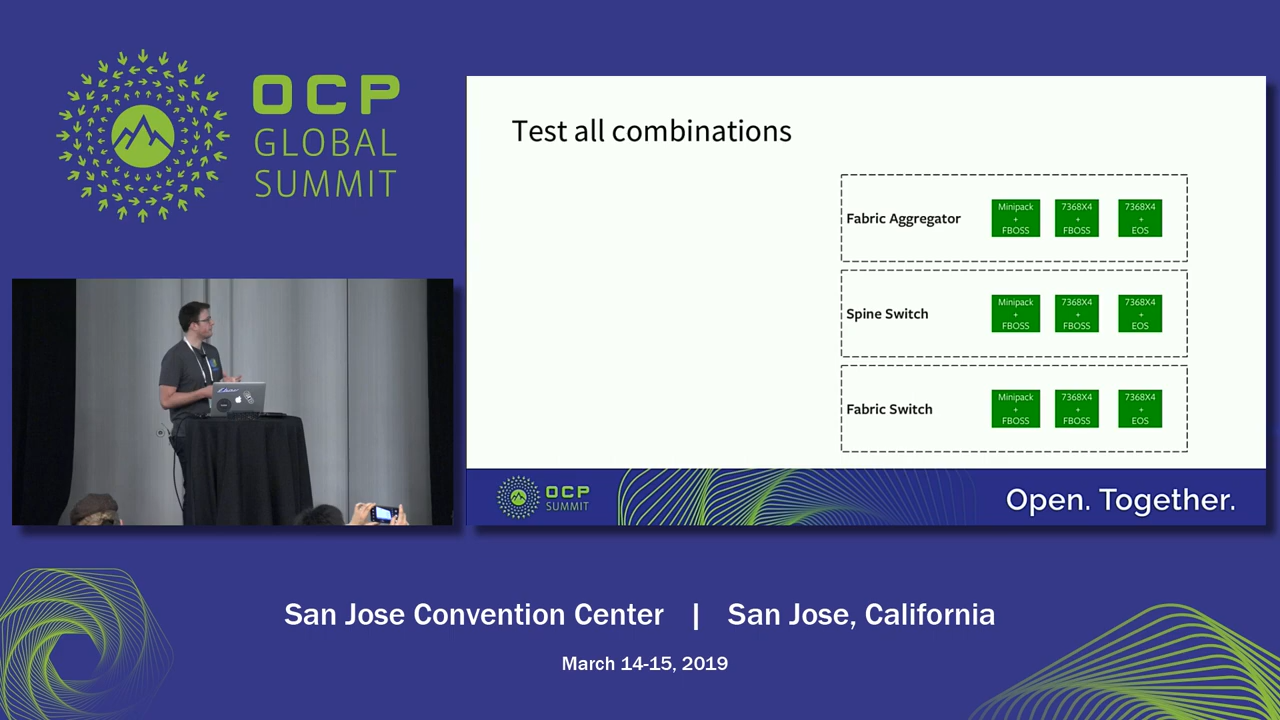 OCP
GLOBAL
SUMMIT
Test all combinations
Fabric Aggregator
Minipack
+
FBOSS
7368X4
+
FBOSS
7368X4
+
EOS
Spine Switch
Minipack
+
FBOSS
7368X4
+
FBOSS
7368X4
+
EOS
Fabric Switch
Minipack
+
FBOSS
7368X4
+
FBOSS
7368X4
+
EOS
OCP
SUMMIT
Open. Together.
San Jose Convention Center | San Jose, California
March 14-15, 2019